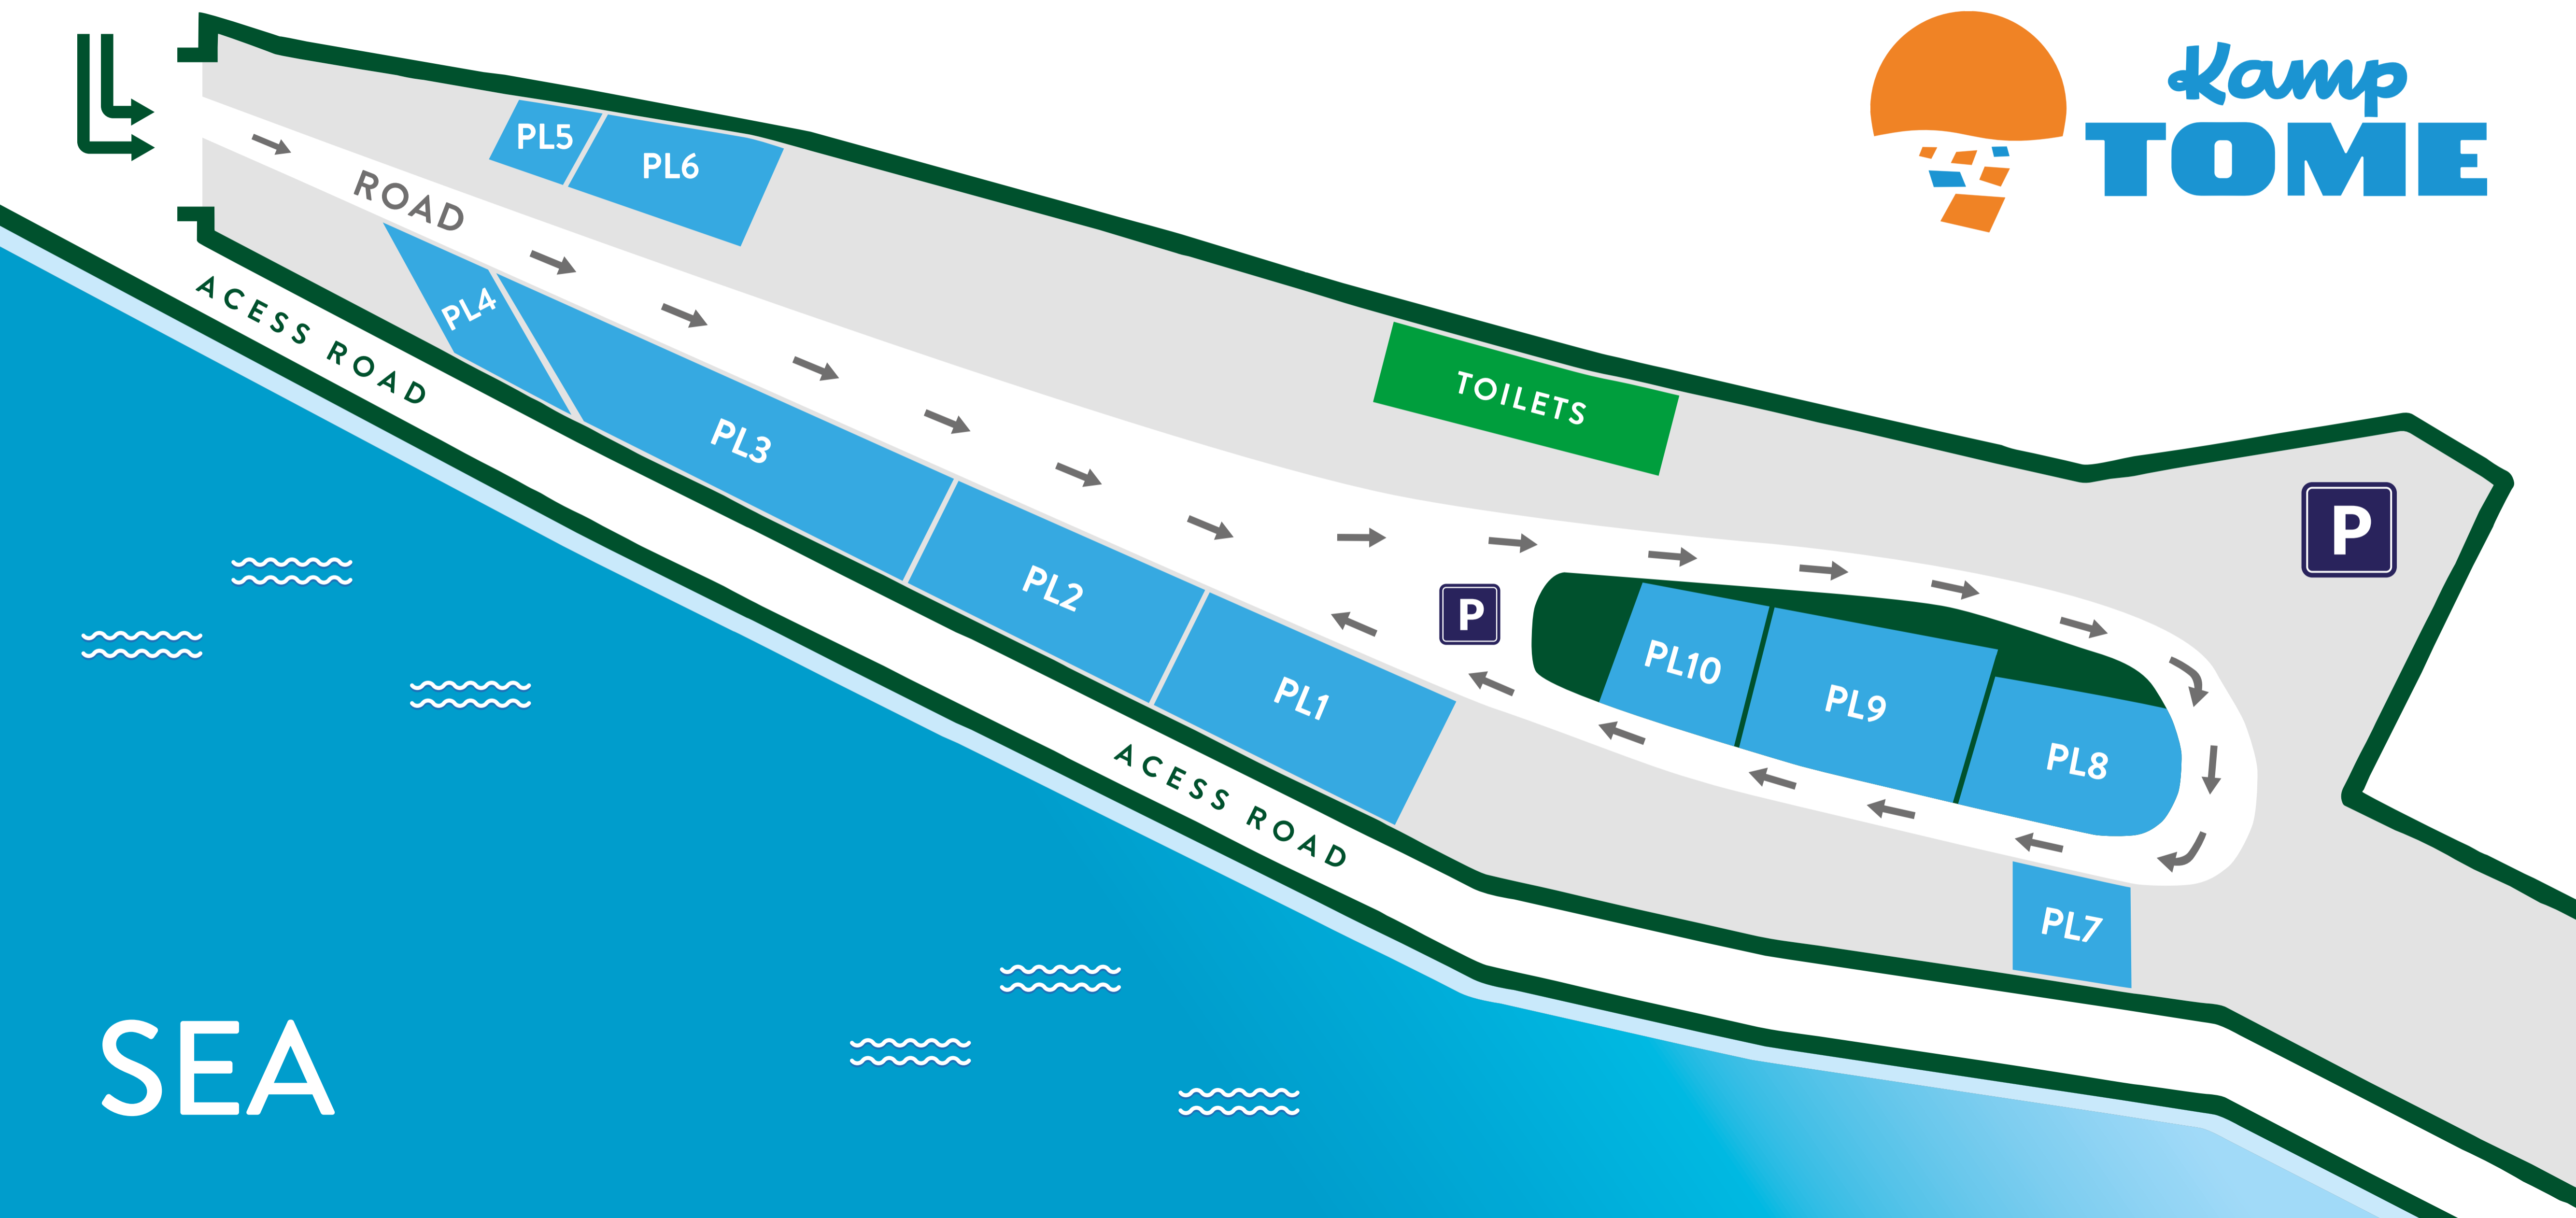 Kamp
TOME
PL5
PL6
ROAD
PL4
ACESS ROAD
PL3
TOILETS
PL2
P
P
PL10
PL1
PL9
PL8
ACESS ROAD
PL7
SEA